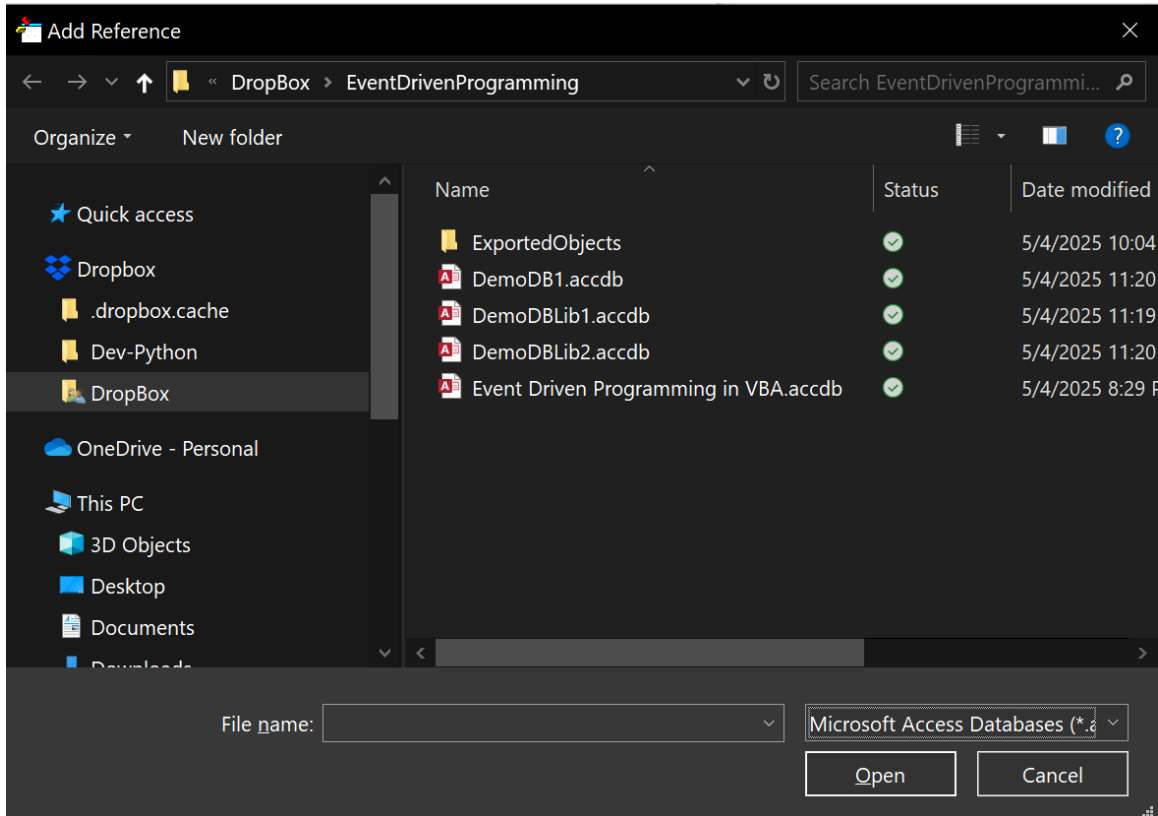 Add Reference
« DropBox > EventDrivenProgramming
Search EventDrivenProgrammi...
Organize
New folder
Name Status Date modified
Quick access
Dropbox
.dropbox.cache
Dev-Python
DropBox
OneDrive - Personal
This PC
3D Objects
Desktop
Documents
Downloads
ExportedObjects 5/4/2025 10:04
DemoDB1.accdb 5/4/2025 11:20
DemoDBLib1.accdb 5/4/2025 11:19
DemoDBLib2.accdb 5/4/2025 11:20
Event Driven Programming in VBA.accdb 5/4/2025 8:29
File name:
Microsoft Access Databases (*.a
Open
Cancel